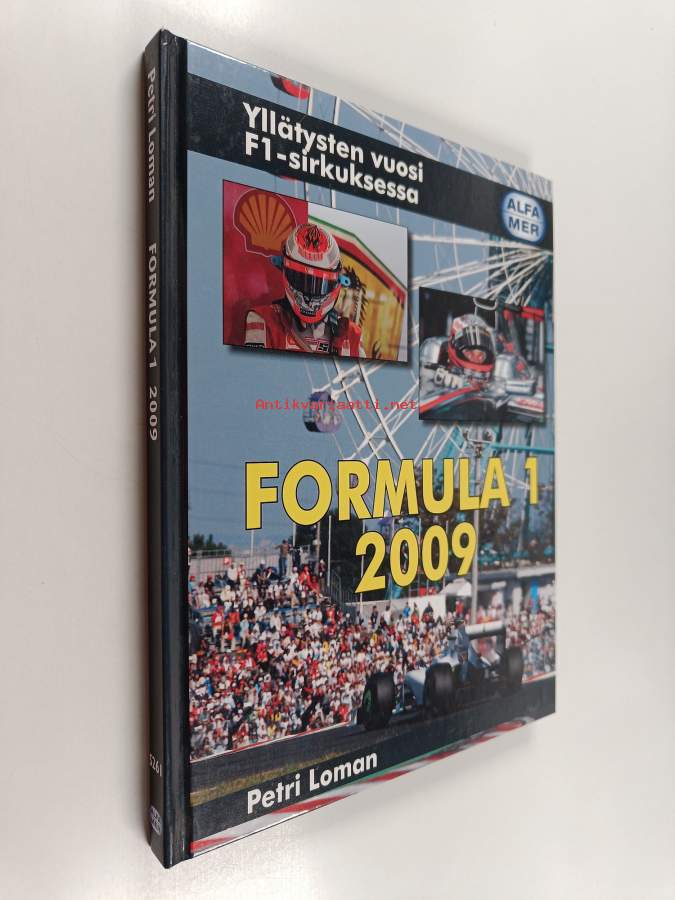 Yllätysten vuosi
F1-sirkuksessa
ALFA
MER
Antikvariaatti.net
FORMULA 1
2009
Petri Loman
Petri Loman FORMULA 1 2009